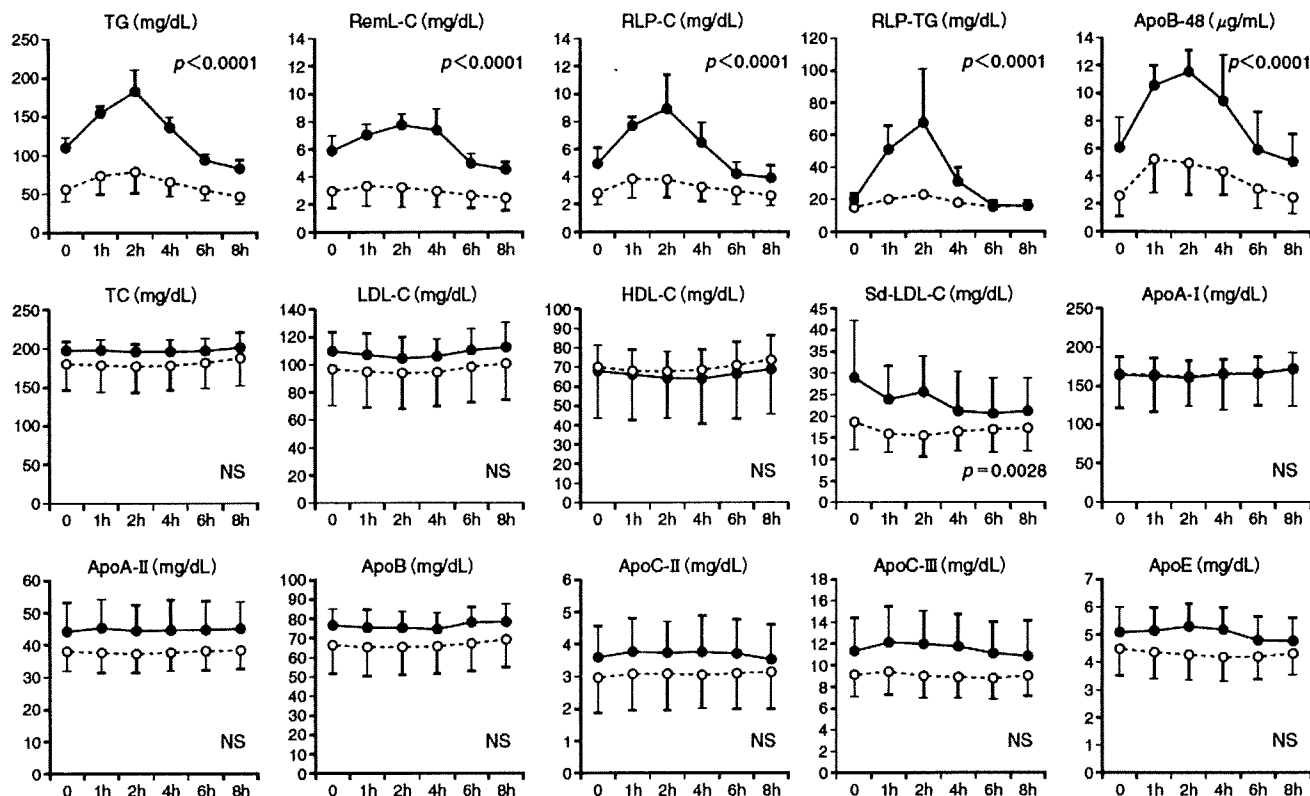 TG (mg/dL)
250
200
150
100
50
0
p<0.0001
0 1h 2h 4h 6h 8h
RemL-C (mg/dL)
14
12
10
8
6
4
2
0
p<0.0001
0 1h 2h 4h 6h 8h
RLP-C (mg/dL)
14
12
10
8
6
4
2
0
p<0.0001
0 1h 2h 4h 6h 8h
RLP-TG (mg/dL)
120
100
80
60
40
20
0
p<0.0001
0 1h 2h 4h 6h 8h
ApoB-48 (μg/mL)
14
12
10
8
6
4
2
0
p<0.0001
0 1h 2h 4h 6h 8h
TC (mg/dL)
250
200
150
100
50
0
NS
0 1h 2h 4h 6h 8h
LDL-C (mg/dL)
140
120
100
80
60
40
20
0
NS
0 1h 2h 4h 6h 8h
HDL-C (mg/dL)
100
90
80
70
60
50
40
30
20
10
0
NS
0 1h 2h 4h 6h 8h
Sd-LDL-C (mg/dL)
45
40
35
30
25
20
15
10
5
0
p=0.0028
0 1h 2h 4h 6h 8h
ApoA-I (mg/dL)
250
200
150
100
50
0
NS
0 1h 2h 4h 6h 8h
ApoA-II (mg/dL)
60
50
40
30
20
10
0
NS
0 1h 2h 4h 6h 8h
ApoB (mg/dL)
100
90
80
70
60
50
40
30
20
10
0
NS
0 1h 2h 4h 6h 8h
ApoC-II (mg/dL)
6
5
4
3
2
1
0
NS
0 1h 2h 4h 6h 8h
ApoC-III (mg/dL)
18
16
14
12
10
8
6
4
2
0
NS
0 1h 2h 4h 6h 8h
ApoE (mg/dL)
7
6
5
4
3
2
1
0
NS
0 1h 2h 4h 6h 8h